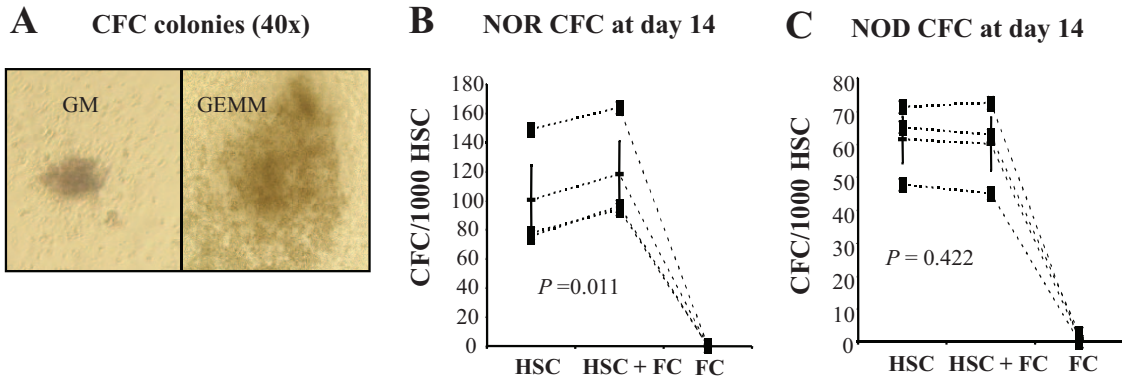 A CFC colonies (40x)
GM
GEMM
B NOR CFC at day 14
CFC/1000 HSC
180
160
140
120
100
80
60
40
20
0
P =0.011
HSC HSC + FC FC
C NOD CFC at day 14
CFC/1000 HSC
80
70
60
50
40
30
20
10
0
P = 0.422
HSC HSC + FC FC